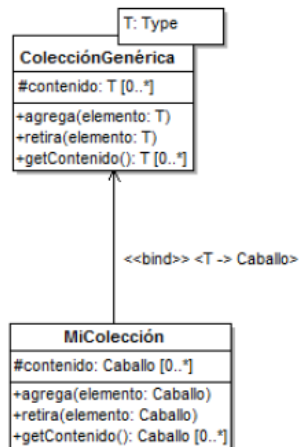 T: Type
ColecciónGenérica
#contenido: T [0..*]
+agrega(elemento: T)
+retira(elemento: T)
+getContenido(): T [0..*]
<<bind>> <T -> Caballo>
MiColección
#contenido: Caballo [0..*]
+agrega(elemento: Caballo)
+retira(elemento: Caballo)
+getContenido(): Caballo [0..*]